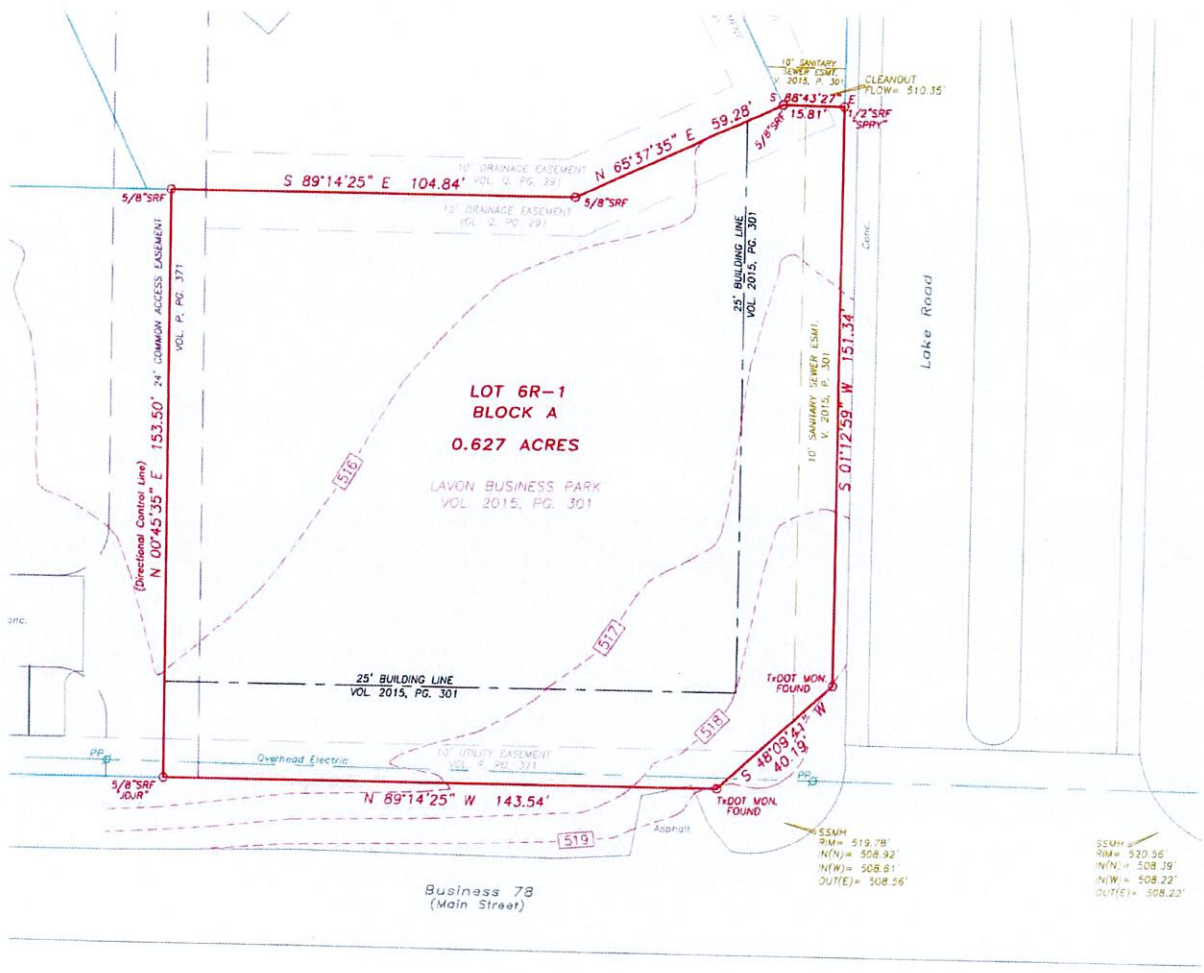 10' SANITARY
SEWER ESMT.
V. 2015, P. 301
CLEANOUT
FLOW= 510.35'
S 88°43'27" E
15.81'
1/2"SRF
"SPRY"
5/8"SRF
N 65°37'35" E 59.28'
10' DRAINAGE EASEMENT
VOL. Q, PG. 291
S 89°14'25" E 104.84'
5/8"SRF
5/8"SRF
10' DRAINAGE EASEMENT
VOL. Q, PG. 291
24' COMMON ACCESS EASEMENT
VOL. P, PG. 371
N 00°45'35" E 153.50'
(Directional Control Line)
25' BUILDING LINE
VOL. 2015, PG. 301
10' SANITARY SEWER ESMT.
V. 2015, P. 301
S 01°12'59" W 151.34'
Conc.
Lake Road
LOT 6R-1
BLOCK A
0.627 ACRES
LAVON BUSINESS PARK
VOL. 2015, PG. 301
516
517
518
519
25' BUILDING LINE
VOL. 2015, PG. 301
TxDOT MON.
FOUND
S 48°09'41" W
40.19'
PP
Overhead Electric
10' UTILITY EASEMENT
VOL. P, PG. 371
PP
5/8"SRF
"JDJR"
N 89°14'25" W 143.54'
TxDOT MON.
FOUND
Asphalt
SSMH
RIM= 519.78'
IN(N)= 508.92'
IN(W)= 508.61'
OUT(E)= 508.56'
SSMH
RIM= 520.56'
IN(N)= 508.39'
IN(W)= 508.22'
OUT(E)= 508.22'
Business 78
(Main Street)